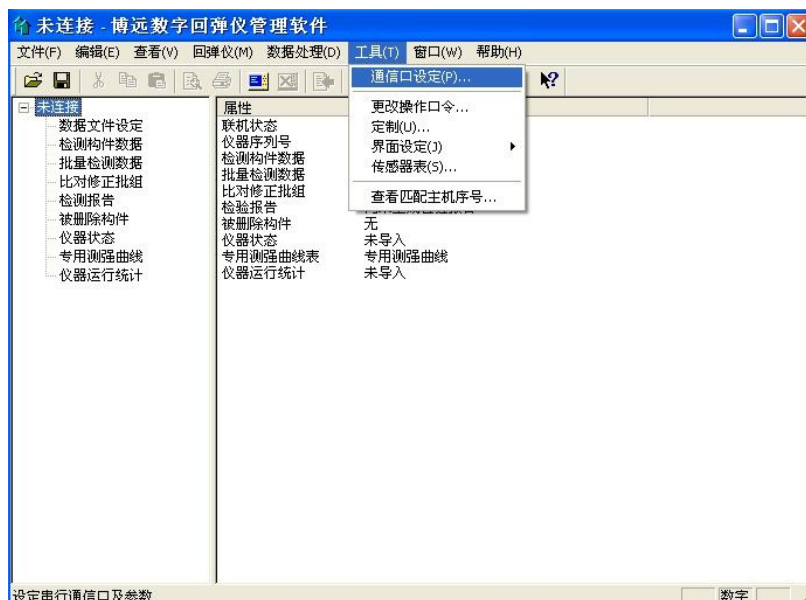 未连接 - 博远数字回弹仪管理软件
文件(F) 编辑(E) 查看(V) 回弹仪(M) 数据处理(D) 工具(T) 窗口(W) 帮助(H)
通信口设定(P)...
更改操作口令...
定制(U)...
界面设定(J)
传感器表(S)...
查看匹配主机序号...
未连接
数据文件设定
检测构件数据
批量检测数据
比对修正批组
检测报告
被删除构件
仪器状态
专用测强曲线
仪器运行统计
属性
联机状态
仪器序列号
检测构件数据
批量检测数据
比对修正批组
检验报告
被删除构件 无
仪器状态 未导入
专用测强曲线表 专用测强曲线
仪器运行统计 未导入
设定串行通信口及参数 数字